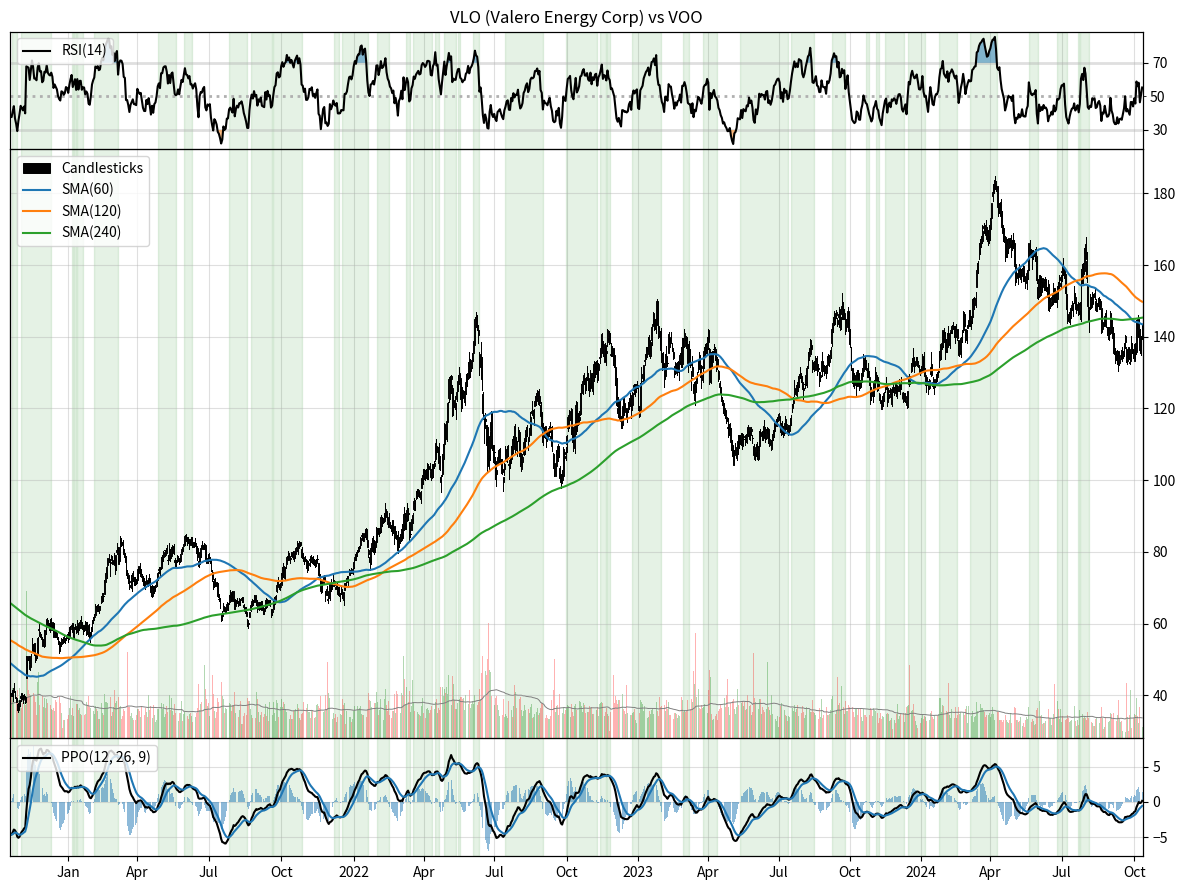 VLO (Valero Energy Corp) vs VOO
RSI(14)
70
50
30
Candlesticks
SMA(60)
SMA(120)
SMA(240)
180
160
140
120
100
80
60
40
PPO(12, 26, 9)
5
0
−5
Jan Apr Jul Oct 2022 Apr Jul Oct 2023 Apr Jul Oct 2024 Apr Jul Oct